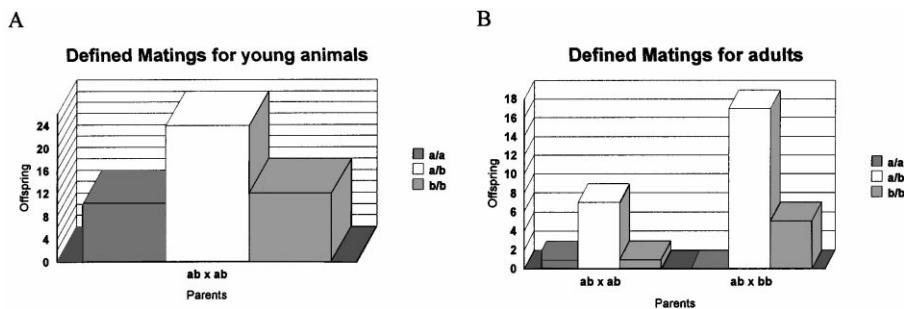 A
Defined Matings for young animals
Offspring
24
20
16
12
8
4
0
ab x ab
Parents
a/a
a/b
b/b
B
Defined Matings for adults
Offspring
18
16
14
12
10
8
6
4
2
0
ab x ab
ab x bb
Parents
a/a
a/b
b/b